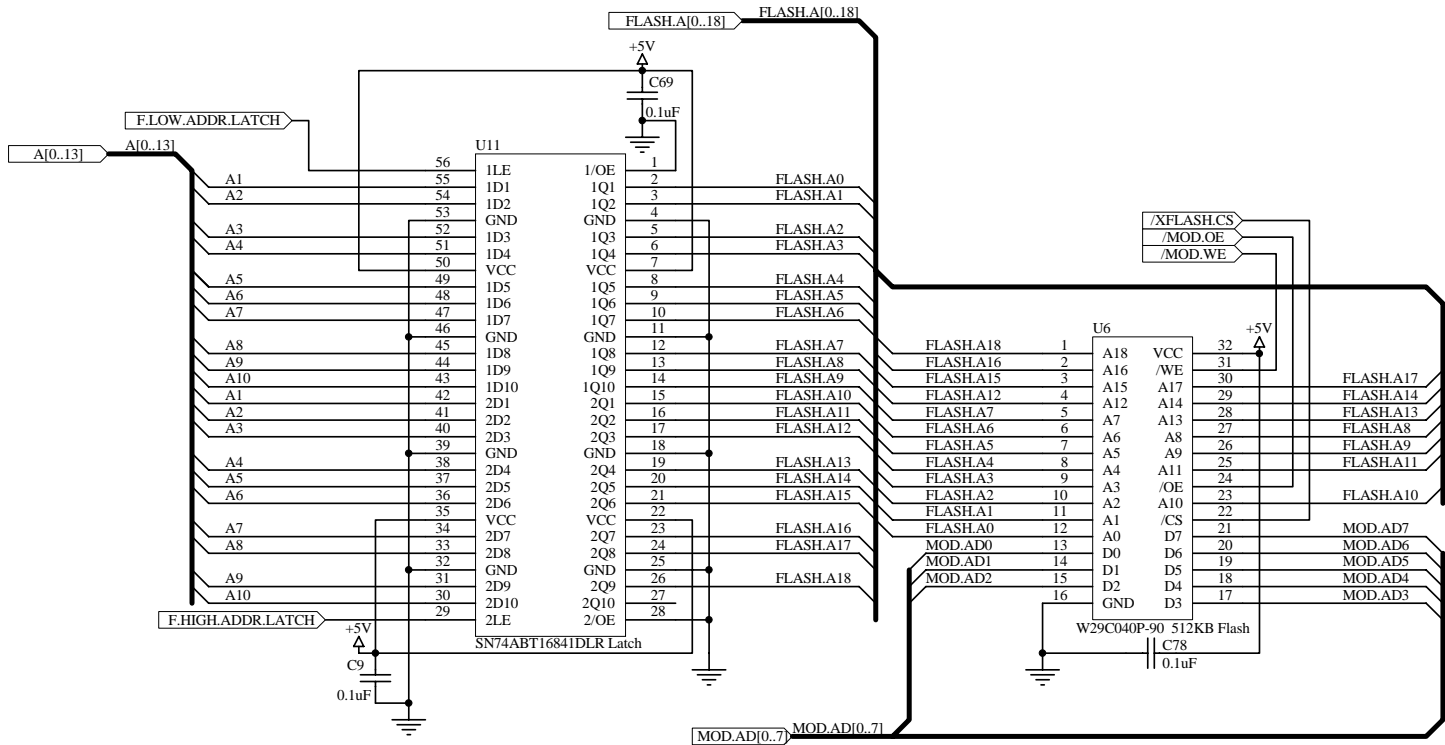 FLASH.A[0..18] FLASH.A[0..18]
+5V
C69
0.1uF
F.LOW.ADDR.LATCH
A[0..13] A[0..13]
U11
56 1LE 1/OE 1
A1 55 1D1 1Q1 2 FLASH.A0
A2 54 1D2 1Q2 3 FLASH.A1
53 GND GND 4
A3 52 1D3 1Q3 5 FLASH.A2
A4 51 1D4 1Q4 6 FLASH.A3
50 VCC VCC 7
A5 49 1D5 1Q5 8 FLASH.A4
A6 48 1D6 1Q6 9 FLASH.A5
A7 47 1D7 1Q7 10 FLASH.A6
46 GND GND 11
A8 45 1D8 1Q8 12 FLASH.A7
A9 44 1D9 1Q9 13 FLASH.A8
A10 43 1D10 1Q10 14 FLASH.A9
A1 42 2D1 2Q1 15 FLASH.A10
A2 41 2D2 2Q2 16 FLASH.A11
A3 40 2D3 2Q3 17 FLASH.A12
39 GND GND 18
A4 38 2D4 2Q4 19 FLASH.A13
A5 37 2D5 2Q5 20 FLASH.A14
A6 36 2D6 2Q6 21 FLASH.A15
35 VCC VCC 22
A7 34 2D7 2Q7 23 FLASH.A16
A8 33 2D8 2Q8 24 FLASH.A17
32 GND GND 25
A9 31 2D9 2Q9 26 FLASH.A18
A10 30 2D10 2Q10 27
29 2LE 2/OE 28
F.HIGH.ADDR.LATCH
SN74ABT16841DLR Latch
+5V
C9
0.1uF
/XFLASH.CS
/MOD.OE
/MOD.WE
U6
+5V
FLASH.A18 1 A18 VCC 32
FLASH.A16 2 A16 /WE 31
FLASH.A15 3 A15 A17 30 FLASH.A17
FLASH.A12 4 A12 A14 29 FLASH.A14
FLASH.A7 5 A7 A13 28 FLASH.A13
FLASH.A6 6 A6 A8 27 FLASH.A8
FLASH.A5 7 A5 A9 26 FLASH.A9
FLASH.A4 8 A4 A11 25 FLASH.A11
FLASH.A3 9 A3 /OE 24
FLASH.A2 10 A2 A10 23 FLASH.A10
FLASH.A1 11 A1 /CS 22
FLASH.A0 12 A0 D7 21 MOD.AD7
MOD.AD0 13 D0 D6 20 MOD.AD6
MOD.AD1 14 D1 D5 19 MOD.AD5
MOD.AD2 15 D2 D4 18 MOD.AD4
16 GND D3 17 MOD.AD3
W29C040P-90 512KB Flash
C78
0.1uF
MOD.AD[0..7] MOD.AD[0..7]